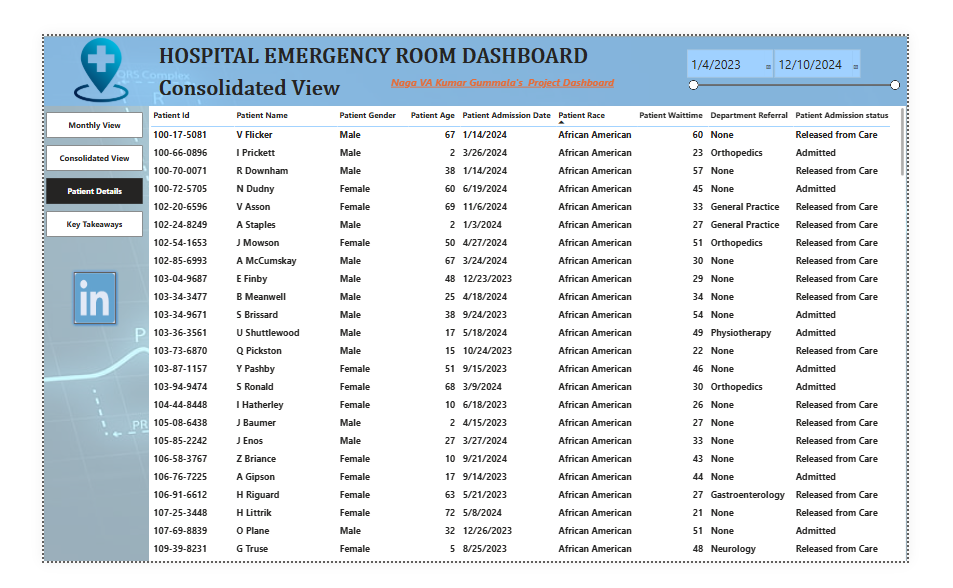 HOSPITAL EMERGENCY ROOM DASHBOARD
Consolidated View
Naga VA Kumar Gummala's Project Dashboard
1/4/2023 12/10/2024
QRS Complex
Monthly View
Consolidated View
Patient Details
Key Takeaways
in
P
PR
Patient Id Patient Name Patient Gender Patient Age Patient Admission Date Patient Race Patient Waittime Department Referral Patient Admission status
100-17-5081 V Flicker Male 67 1/14/2024 African American 60 None Released from Care
100-66-0896 I Prickett Male 2 3/26/2024 African American 23 Orthopedics Admitted
100-70-0071 R Downham Male 38 1/14/2024 African American 57 None Released from Care
100-72-5705 N Dudny Female 60 6/19/2024 African American 45 None Admitted
102-20-6596 V Asson Female 69 11/6/2024 African American 33 General Practice Released from Care
102-24-8249 A Staples Male 2 1/3/2024 African American 27 General Practice Released from Care
102-54-1653 J Mowson Female 50 4/27/2024 African American 51 Orthopedics Released from Care
102-85-6993 A McCumskay Male 67 3/24/2024 African American 30 None Released from Care
103-04-9687 E Finby Male 48 12/23/2023 African American 29 None Released from Care
103-34-3477 B Meanwell Male 25 4/18/2024 African American 34 None Released from Care
103-34-9671 S Brissard Male 38 9/24/2023 African American 54 None Admitted
103-36-3561 U Shuttlewood Male 17 5/18/2024 African American 49 Physiotherapy Admitted
103-73-6870 Q Pickston Male 15 10/24/2023 African American 22 None Released from Care
103-87-1157 Y Pashby Female 51 9/15/2023 African American 46 None Admitted
103-94-9474 S Ronald Female 68 3/9/2024 African American 30 Orthopedics Admitted
104-44-8448 I Hatherley Female 10 6/18/2023 African American 26 None Released from Care
105-08-6438 J Baumer Male 2 4/15/2023 African American 27 None Released from Care
105-85-2242 J Enos Male 27 3/27/2024 African American 33 None Released from Care
106-58-3767 Z Briance Female 10 9/21/2024 African American 43 None Released from Care
106-76-7225 A Gipson Female 17 9/14/2023 African American 44 None Admitted
106-91-6612 H Riguard Female 63 5/21/2023 African American 27 Gastroenterology Released from Care
107-25-3448 H Littrik Female 72 5/8/2024 African American 21 None Released from Care
107-69-8839 O Plane Male 32 12/26/2023 African American 51 None Admitted
109-39-8231 G Truse Female 5 8/25/2023 African American 48 Neurology Released from Care